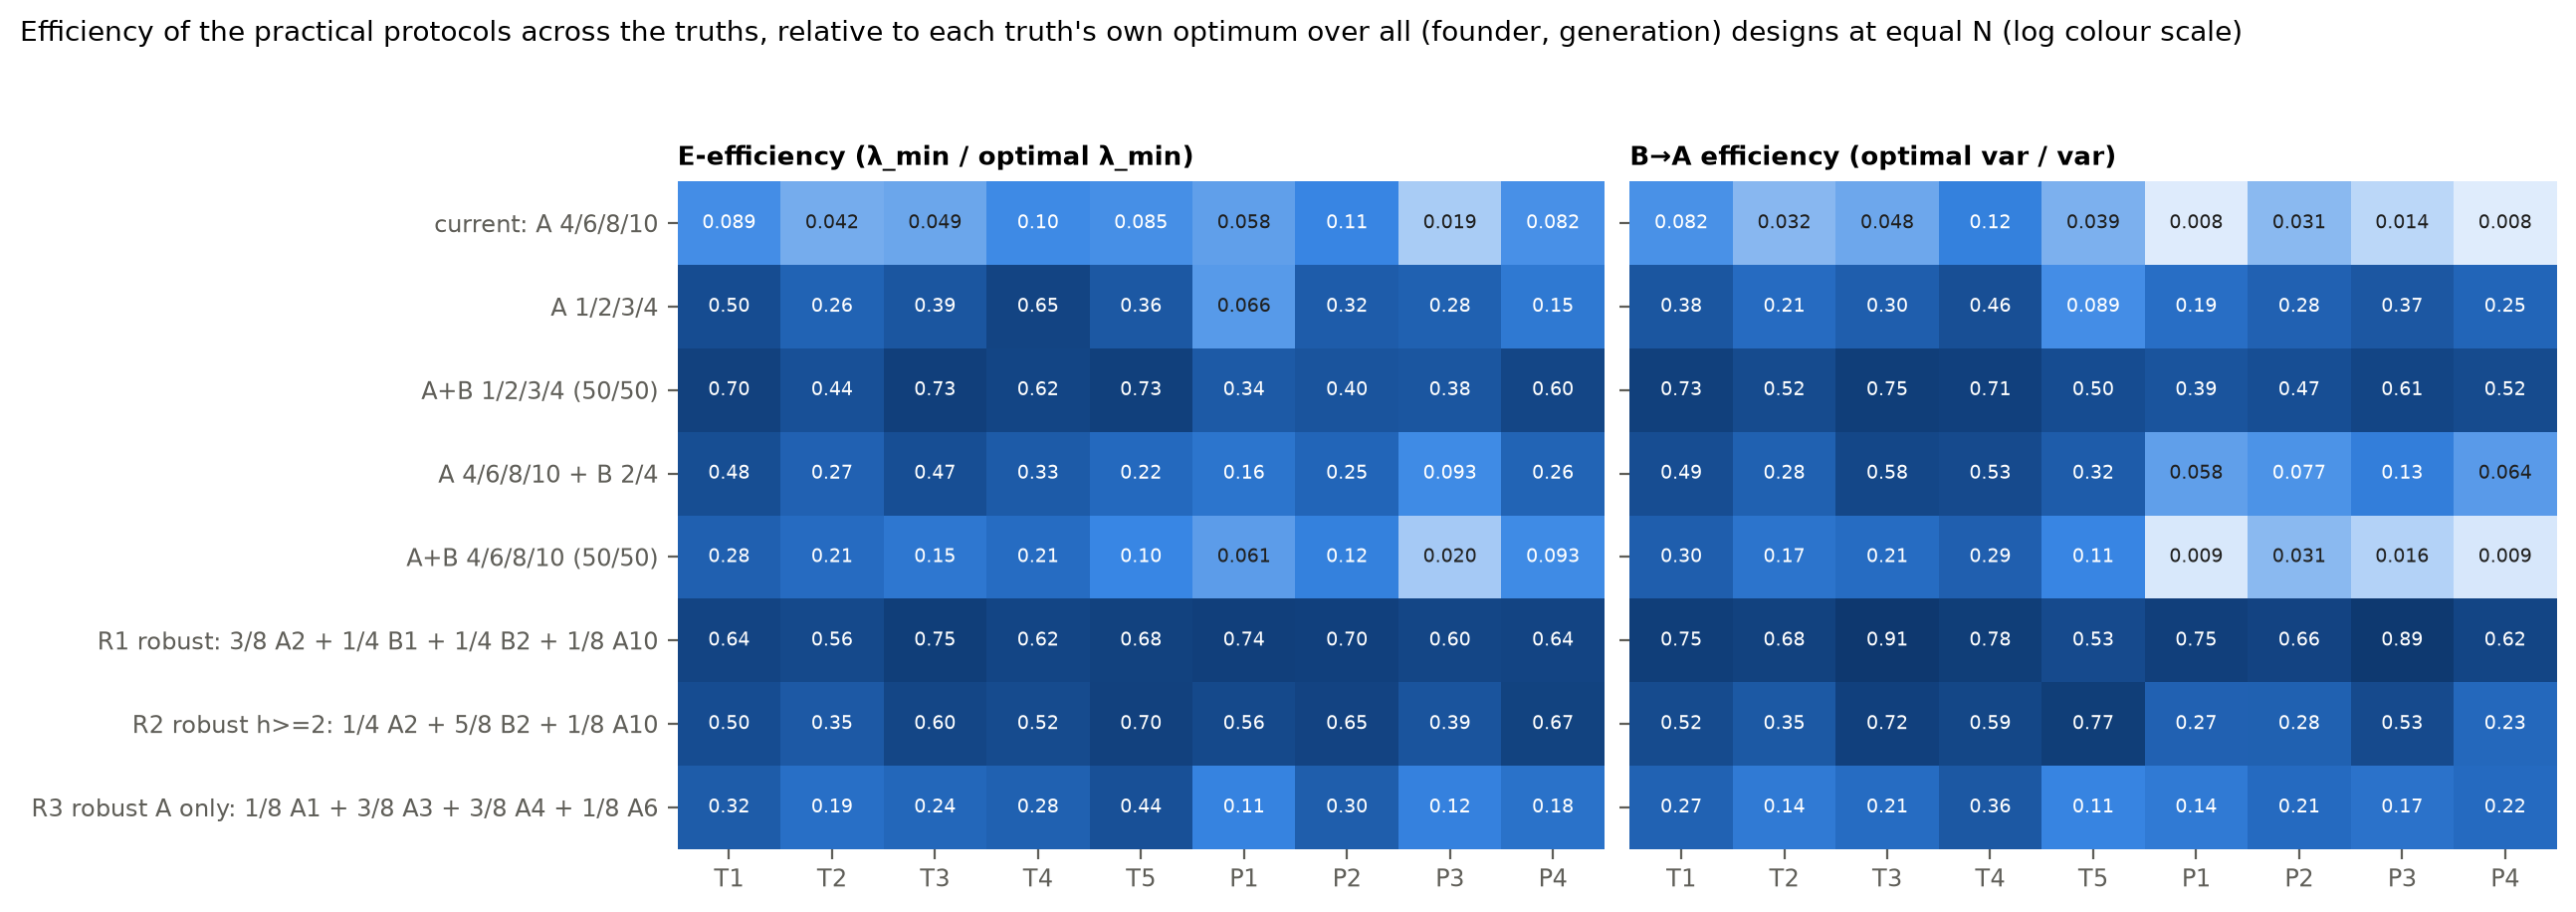 Efficiency of the practical protocols across the truths, relative to each truth's own optimum over all (founder, generation) designs at equal N (log colour scale)
E-efficiency (λ_min / optimal λ_min)
B→A efficiency (optimal var / var)
current: A 4/6/8/10 0.089 0.042 0.049 0.10 0.085 0.058 0.11 0.019 0.082 0.082 0.032 0.048 0.12 0.039 0.008 0.031 0.014 0.008
A 1/2/3/4 0.50 0.26 0.39 0.65 0.36 0.066 0.32 0.28 0.15 0.38 0.21 0.30 0.46 0.089 0.19 0.28 0.37 0.25
A+B 1/2/3/4 (50/50) 0.70 0.44 0.73 0.62 0.73 0.34 0.40 0.38 0.60 0.73 0.52 0.75 0.71 0.50 0.39 0.47 0.61 0.52
A 4/6/8/10 + B 2/4 0.48 0.27 0.47 0.33 0.22 0.16 0.25 0.093 0.26 0.49 0.28 0.58 0.53 0.32 0.058 0.077 0.13 0.064
A+B 4/6/8/10 (50/50) 0.28 0.21 0.15 0.21 0.10 0.061 0.12 0.020 0.093 0.30 0.17 0.21 0.29 0.11 0.009 0.031 0.016 0.009
R1 robust: 3/8 A2 + 1/4 B1 + 1/4 B2 + 1/8 A10 0.64 0.56 0.75 0.62 0.68 0.74 0.70 0.60 0.64 0.75 0.68 0.91 0.78 0.53 0.75 0.66 0.89 0.62
R2 robust h>=2: 1/4 A2 + 5/8 B2 + 1/8 A10 0.50 0.35 0.60 0.52 0.70 0.56 0.65 0.39 0.67 0.52 0.35 0.72 0.59 0.77 0.27 0.28 0.53 0.23
R3 robust A only: 1/8 A1 + 3/8 A3 + 3/8 A4 + 1/8 A6 0.32 0.19 0.24 0.28 0.44 0.11 0.30 0.12 0.18 0.27 0.14 0.21 0.36 0.11 0.14 0.21 0.17 0.22
T1 T2 T3 T4 T5 P1 P2 P3 P4 T1 T2 T3 T4 T5 P1 P2 P3 P4